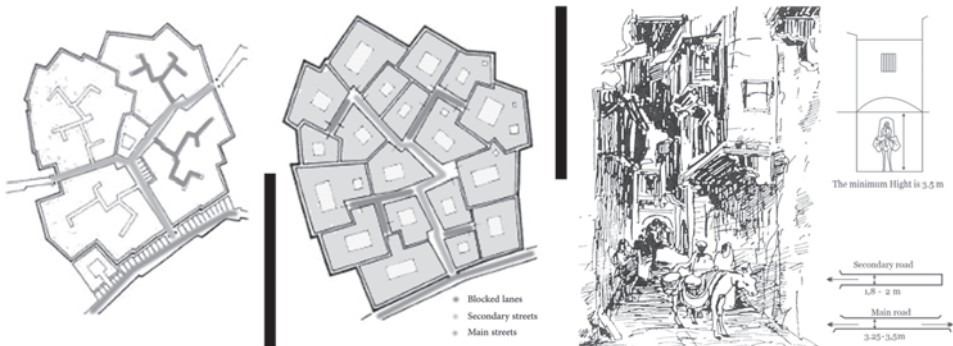 Blocked lanes
Secondary streets
Main streets
The minimum Hight is 3.5 m
Secondary road
1,8 - 2 m
Main road
3.25-3,5m